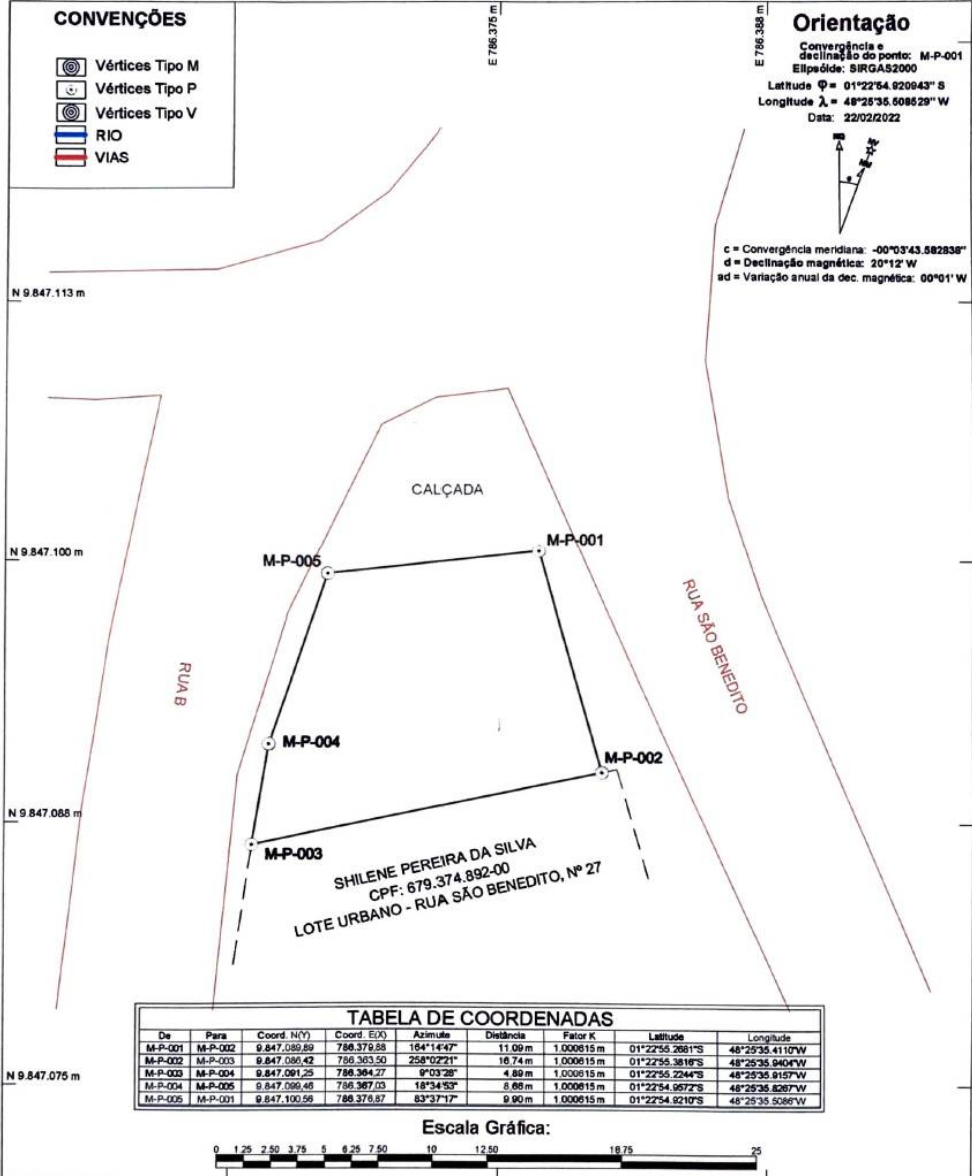 CONVENÇÕES
Vértices Tipo M
Vértices Tipo P
Vértices Tipo V
RIO
VIAS
E 786.375 m
E 786.388 m
Orientação
Convergência e
declinação do ponto: M-P-001
Elipsóide: SIRGAS2000
Latitude φ = 01°22'54.920943" S
Longitude λ = 48°25'35.508529" W
Data: 22/02/2022
c = Convergência meridiana: -00°03'43.582838"
d = Declinação magnética: 20°12' W
ad = Variação anual da dec. magnética: 00°01' W
N 9.847.113 m
CALÇADA
N 9.847.100 m
M-P-005
M-P-001
RUA B
RUA SÃO BENEDITO
M-P-004
M-P-002
N 9.847.088 m
M-P-003
SHILENE PEREIRA DA SILVA
CPF: 679.374.892-00
LOTE URBANO - RUA SÃO BENEDITO, Nº 27
N 9.847.075 m
TABELA DE COORDENADAS
De Para Coord. N(Y) Coord. E(X) Azimute Distância Fator K Latitude Longitude
M-P-001 M-P-002 9.847.089,89 786.379,88 164°14'47" 11.09 m 1.000615 m 01°22'55.2681"S 48°25'35.4110"W
M-P-002 M-P-003 9.847.086,42 786.363,50 258°02'21" 16.74 m 1.000615 m 01°22'55.3816"S 48°25'35.9404"W
M-P-003 M-P-004 9.847.091,25 786.364,27 9°03'28" 4.89 m 1.000615 m 01°22'55.2244"S 48°25'35.9157"W
M-P-004 M-P-005 9.847.099,46 786.367,03 18°34'53" 8.66 m 1.000615 m 01°22'54.9572"S 48°25'35.8267"W
M-P-005 M-P-001 9.847.100,56 786.376,87 83°37'17" 9.90 m 1.000615 m 01°22'54.9210"S 48°25'35.5086"W
Escala Gráfica:
0 1.25 2.50 3.75 5 6.25 7.50 10 12.50 18.75 25